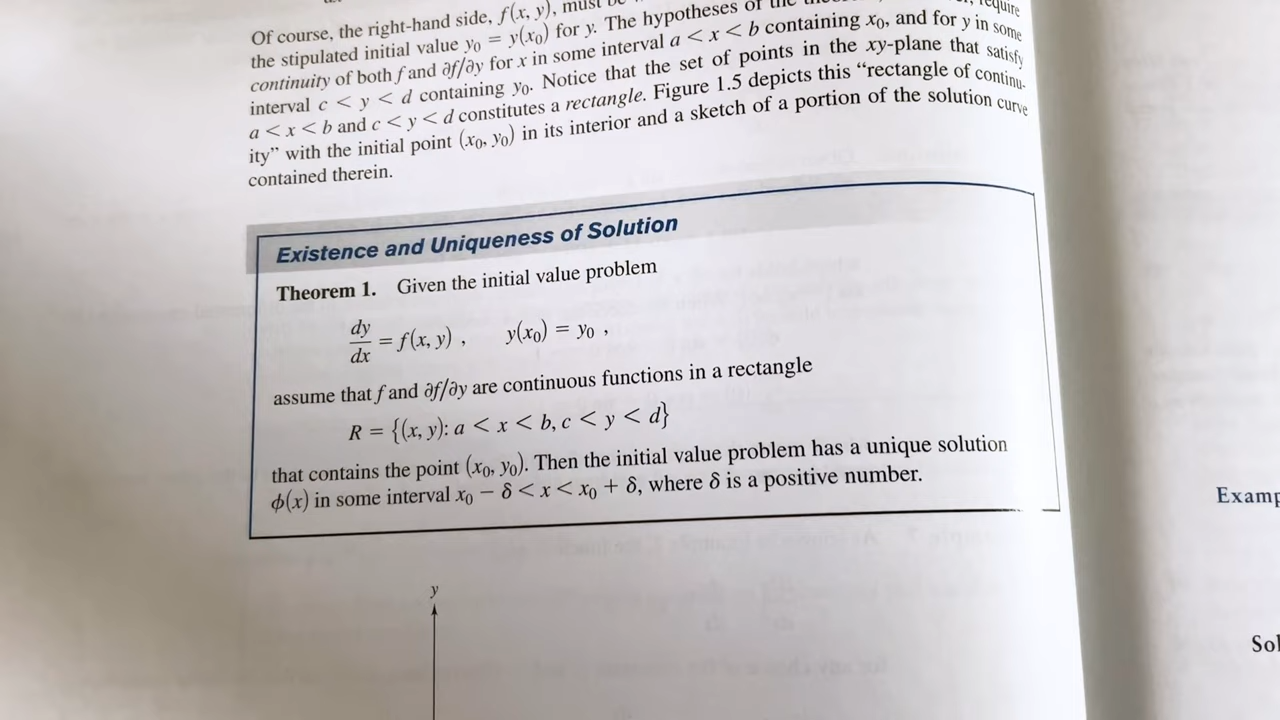 Of course, the right-hand side, f(x, y), must
the stipulated initial value y₀ = y(x₀) for y. The hypotheses of the require
continuity of both f and ∂f/∂y for x in some interval a < x < b containing x₀, and for y in some
interval c < y < d containing y₀. Notice that the set of points in the xy-plane that satisfy
a < x < b and c < y < d constitutes a rectangle. Figure 1.5 depicts this “rectangle of continu-
ity” with the initial point (x₀, y₀) in its interior and a sketch of a portion of the solution curve
contained therein.
Existence and Uniqueness of Solution
Theorem 1. Given the initial value problem
dy/dx = f(x, y) , y(x₀) = y₀ ,
assume that f and ∂f/∂y are continuous functions in a rectangle
R = {(x, y): a < x < b, c < y < d}
that contains the point (x₀, y₀). Then the initial value problem has a unique solution
ϕ(x) in some interval x₀ − δ < x < x₀ + δ, where δ is a positive number.
y
Examp
Sol